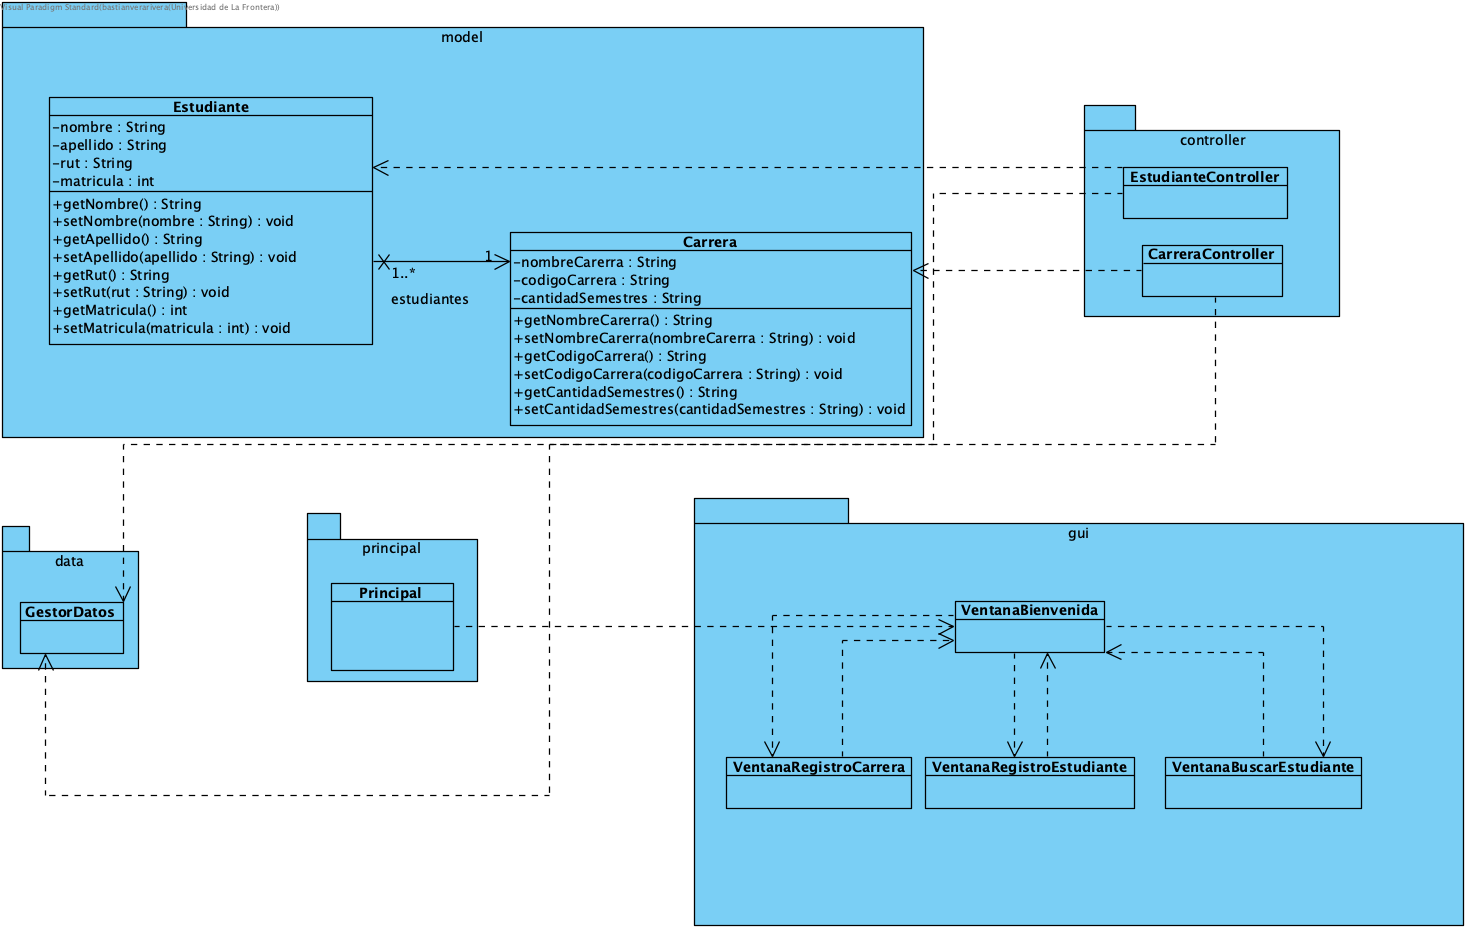 Visual Paradigm Standard(bastianverarivera(Universidad de La Frontera))
model
Estudiante
-nombre : String
-apellido : String
-rut : String
-matricula : int
+getNombre() : String
+setNombre(nombre : String) : void
+getApellido() : String
+setApellido(apellido : String) : void
+getRut() : String
+setRut(rut : String) : void
+getMatricula() : int
+setMatricula(matricula : int) : void
1..*
estudiantes
1
Carrera
-nombreCarerra : String
-codigoCarrera : String
-cantidadSemestres : String
+getNombreCarerra() : String
+setNombreCarerra(nombreCarerra : String) : void
+getCodigoCarrera() : String
+setCodigoCarrera(codigoCarrera : String) : void
+getCantidadSemestres() : String
+setCantidadSemestres(cantidadSemestres : String) : void
controller
EstudianteController
CarreraController
data
GestorDatos
principal
Principal
gui
VentanaBienvenida
VentanaRegistroCarrera
VentanaRegistroEstudiante
VentanaBuscarEstudiante